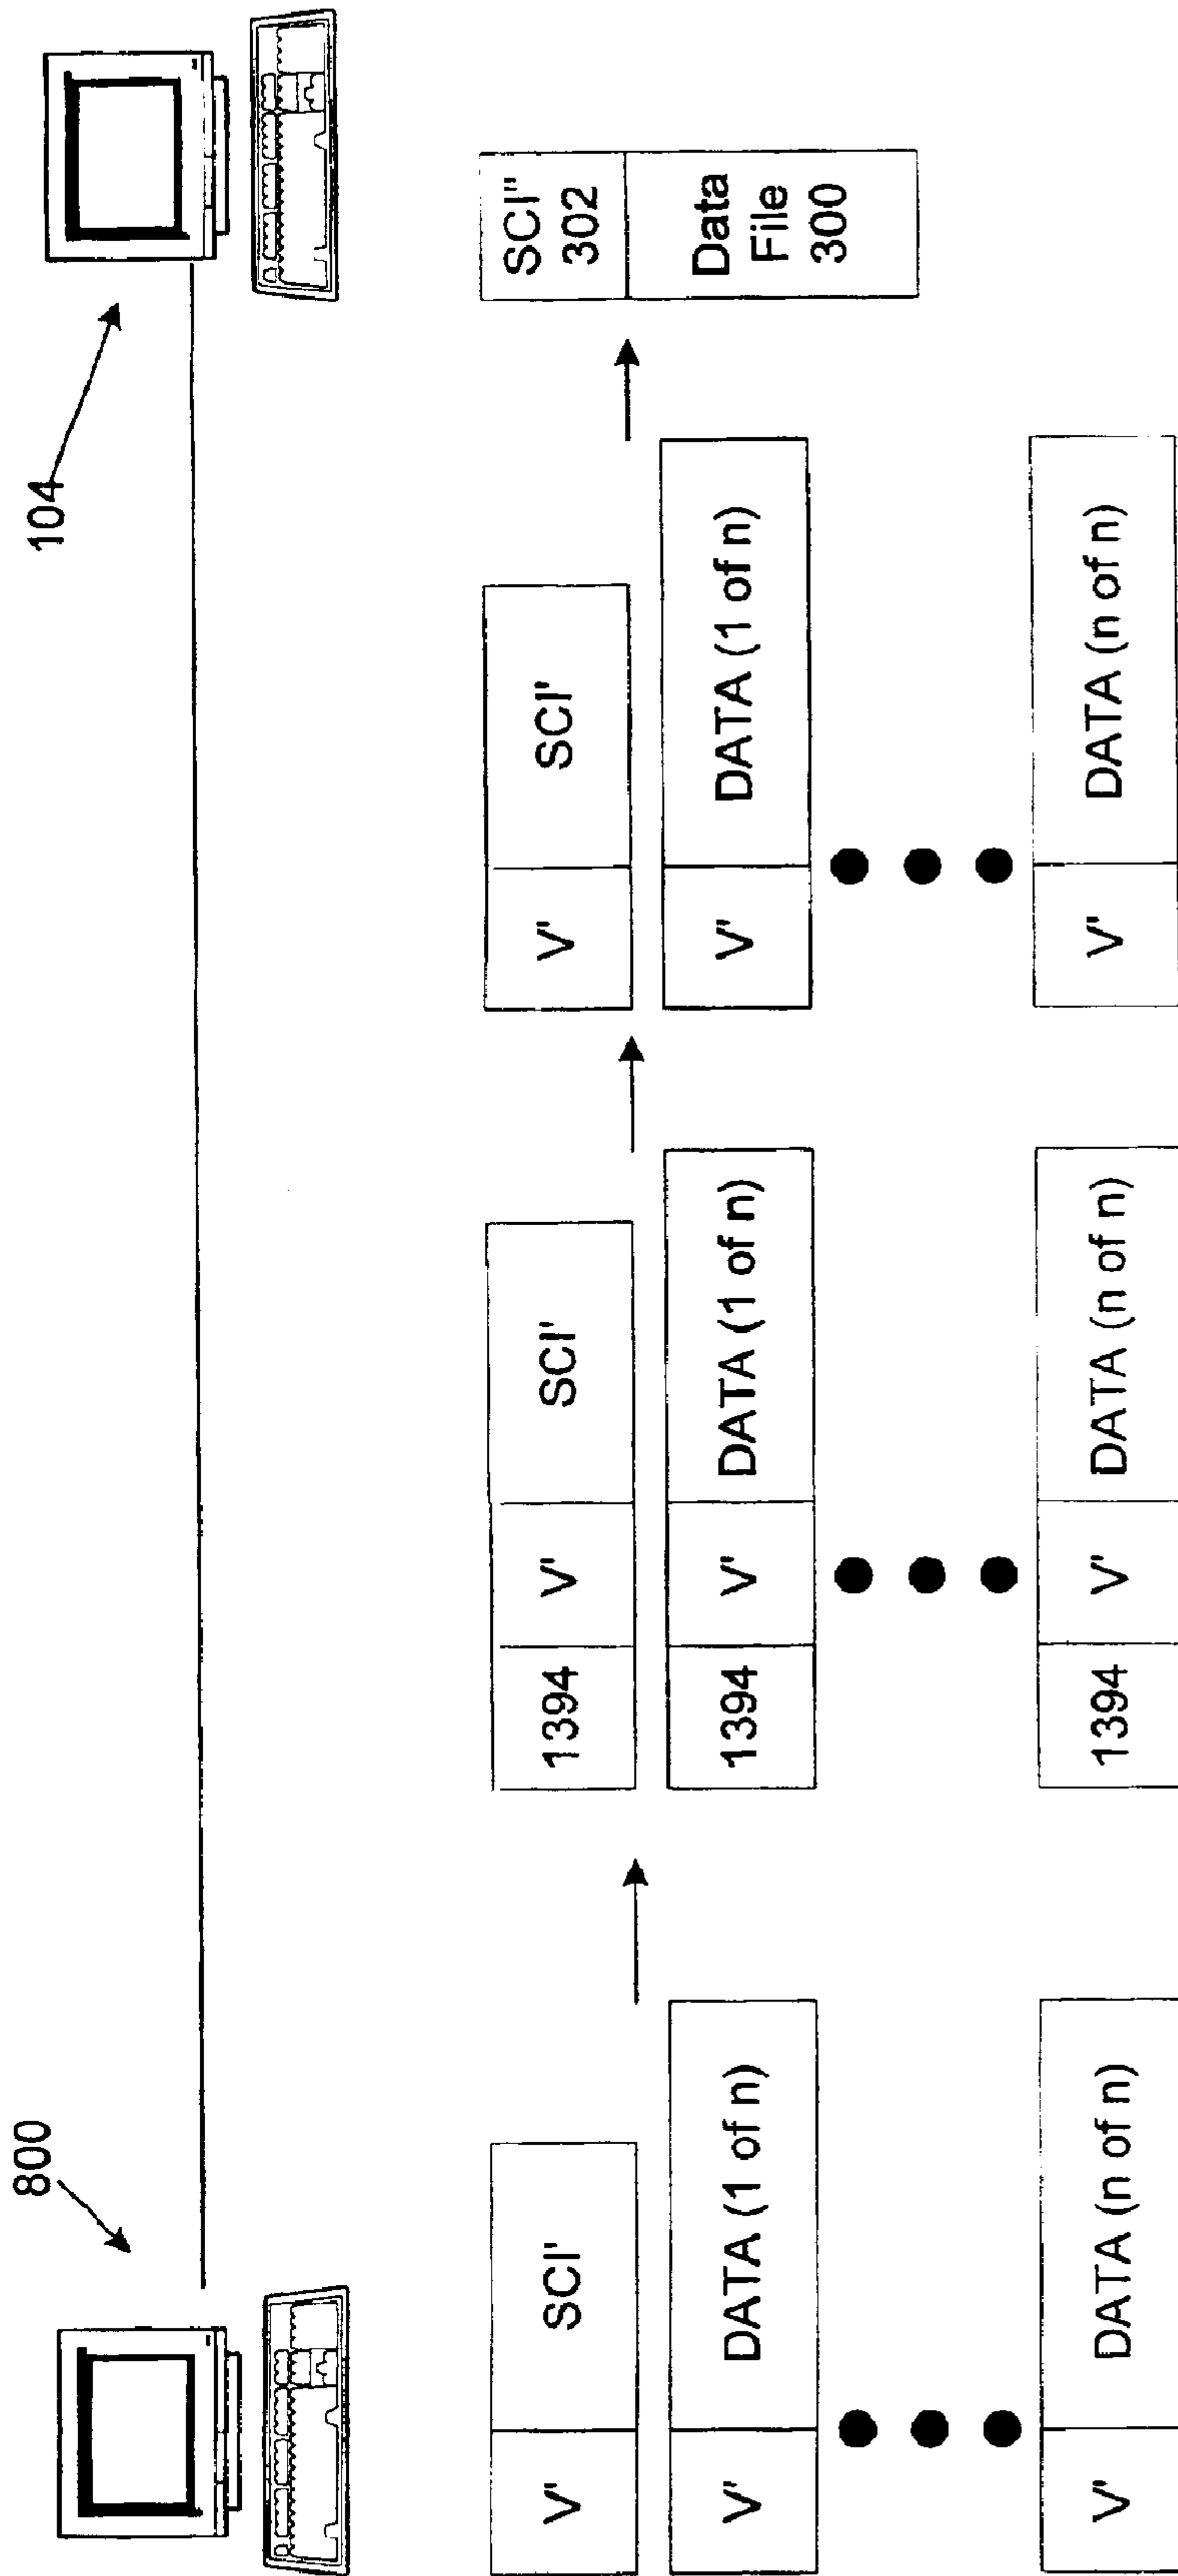 800
104
V' SCI'
V' DATA (1 of n)
V' DATA (n of n)
1394 V' SCI'
1394 V' DATA (1 of n)
1394 V' DATA (n of n)
V' SCI'
V' DATA (1 of n)
V' DATA (n of n)
SCI"
302
Data
File
300